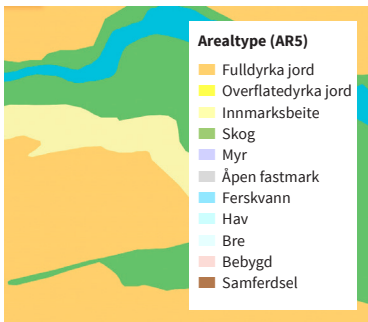 Arealtype (AR5)
Fulldyrka jord
Overflatedyrka jord
Innmarksbeite
Skog
Myr
Åpen fastmark
Ferskvann
Hav
Bre
Bebygd
Samferdsel